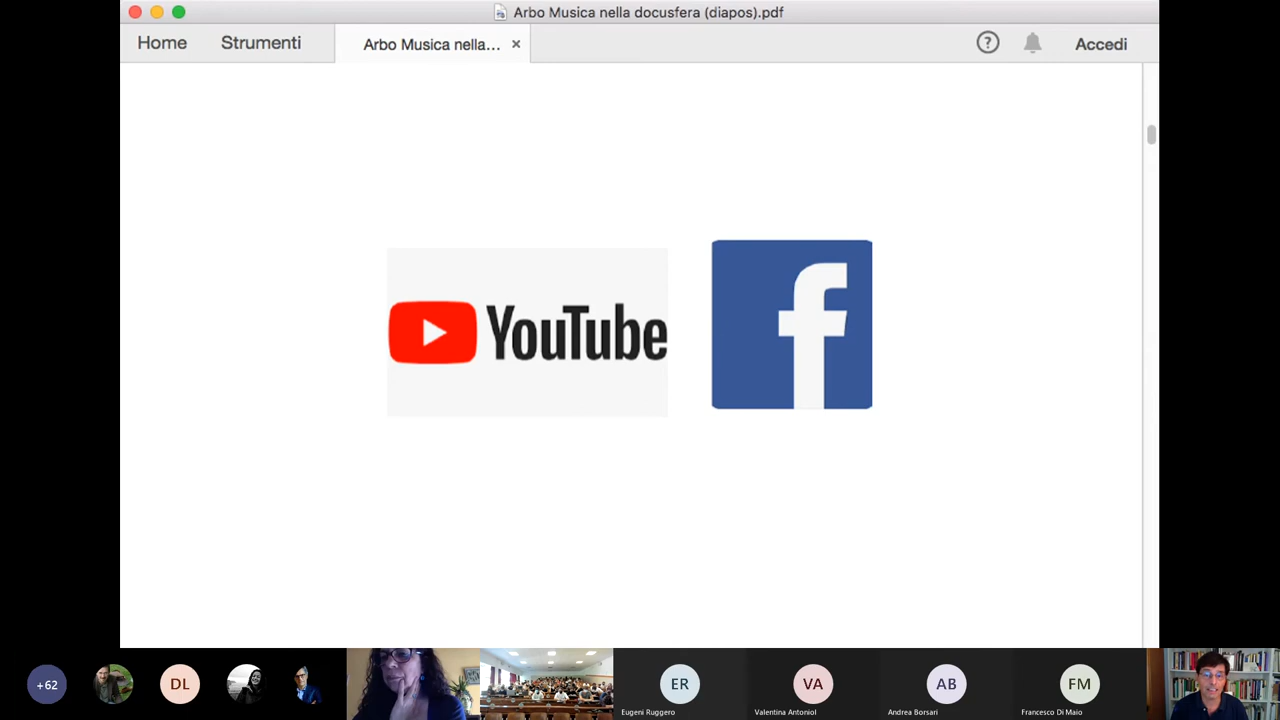 Arbo Musica nella docusfera (diapos).pdf
Home
Strumenti
Arbo Musica nella...
Accedi
YouTube
f
+62
DL
ER
VA
AB
FM
Eugeni Ruggero
Valentina Antoniol
Andrea Borsari
Francesco Di Maio